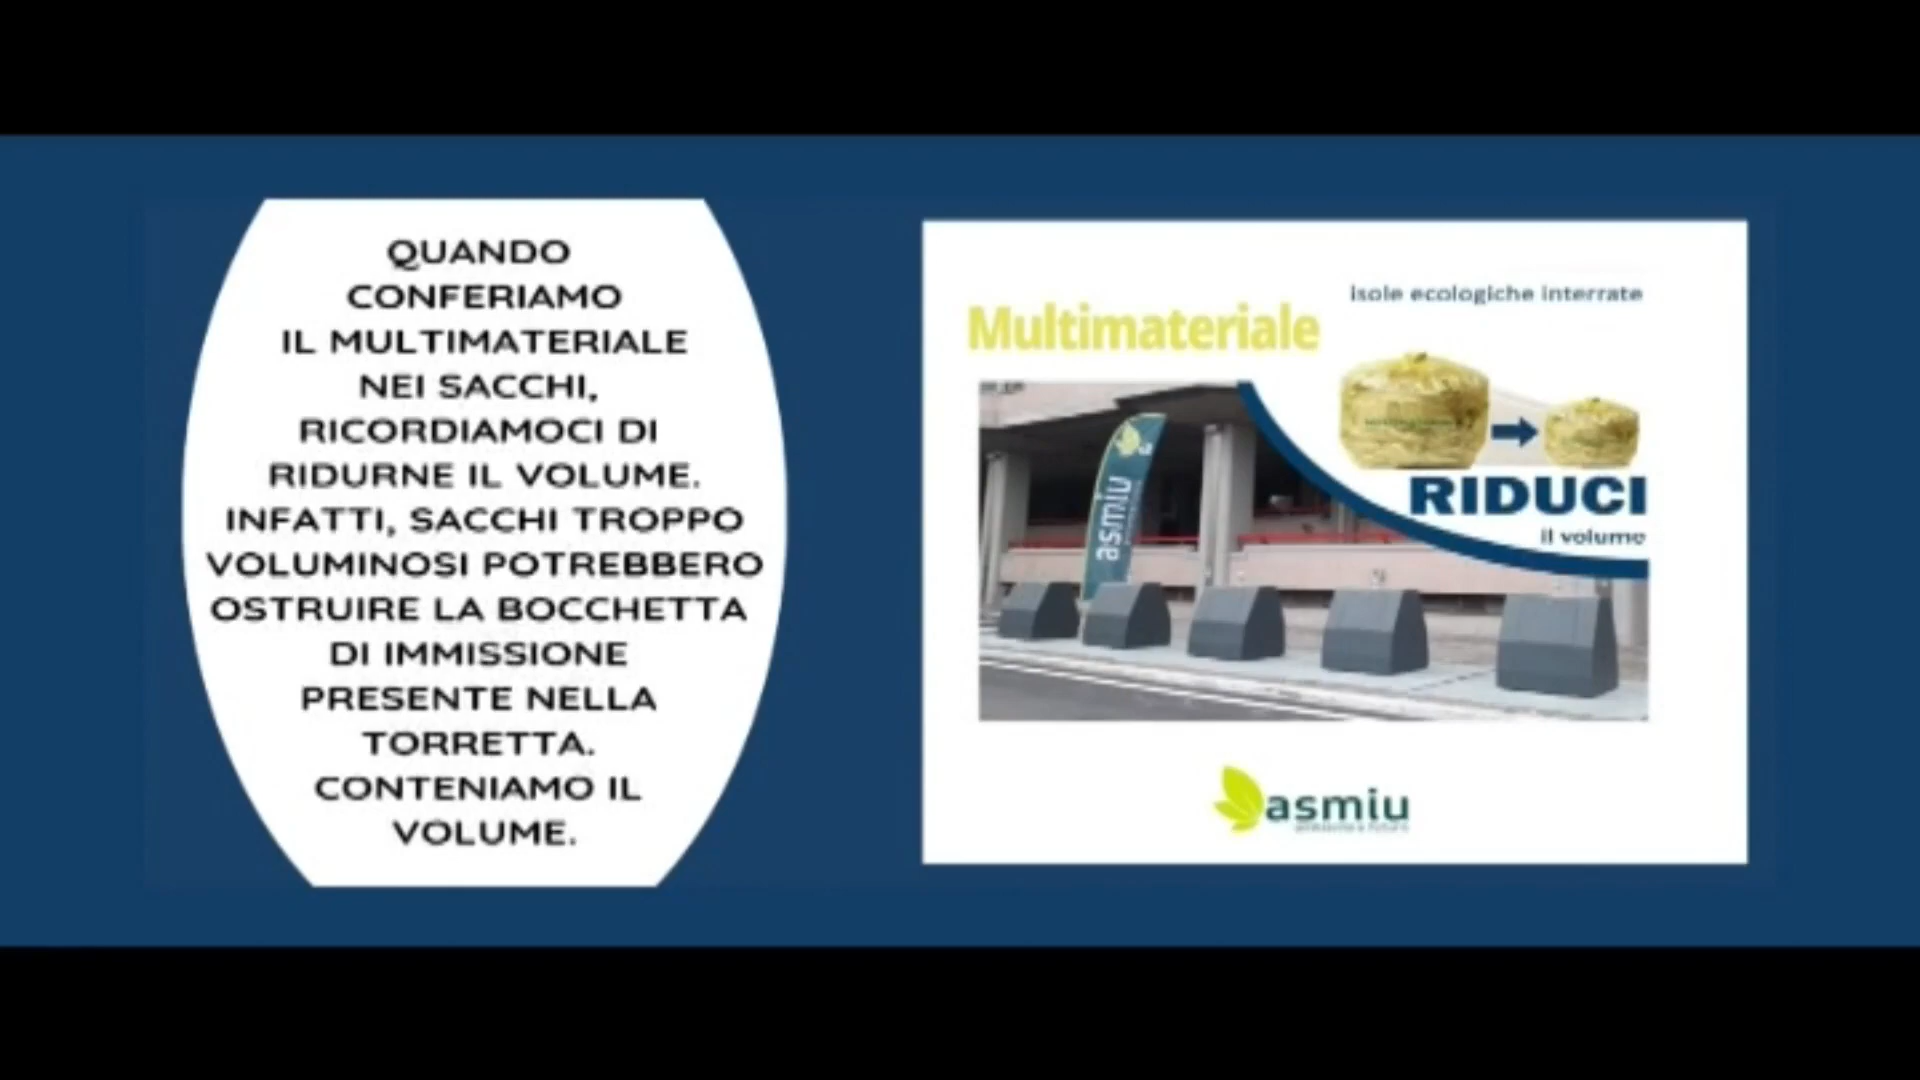 QUANDO
CONFERIAMO
IL MULTIMATERIALE
NEI SACCHI,
RICORDIAMOCI DI
RIDURNE IL VOLUME.
INFATTI, SACCHI TROPPO
VOLUMINOSI POTREBBERO
OSTRUIRE LA BOCCHETTA
DI IMMISSIONE
PRESENTE NELLA
TORRETTA.
CONTENIAMO IL
VOLUME.
Isole ecologiche interrate
Multimateriale
RIDUCI
il volume
asmiu
asmiu